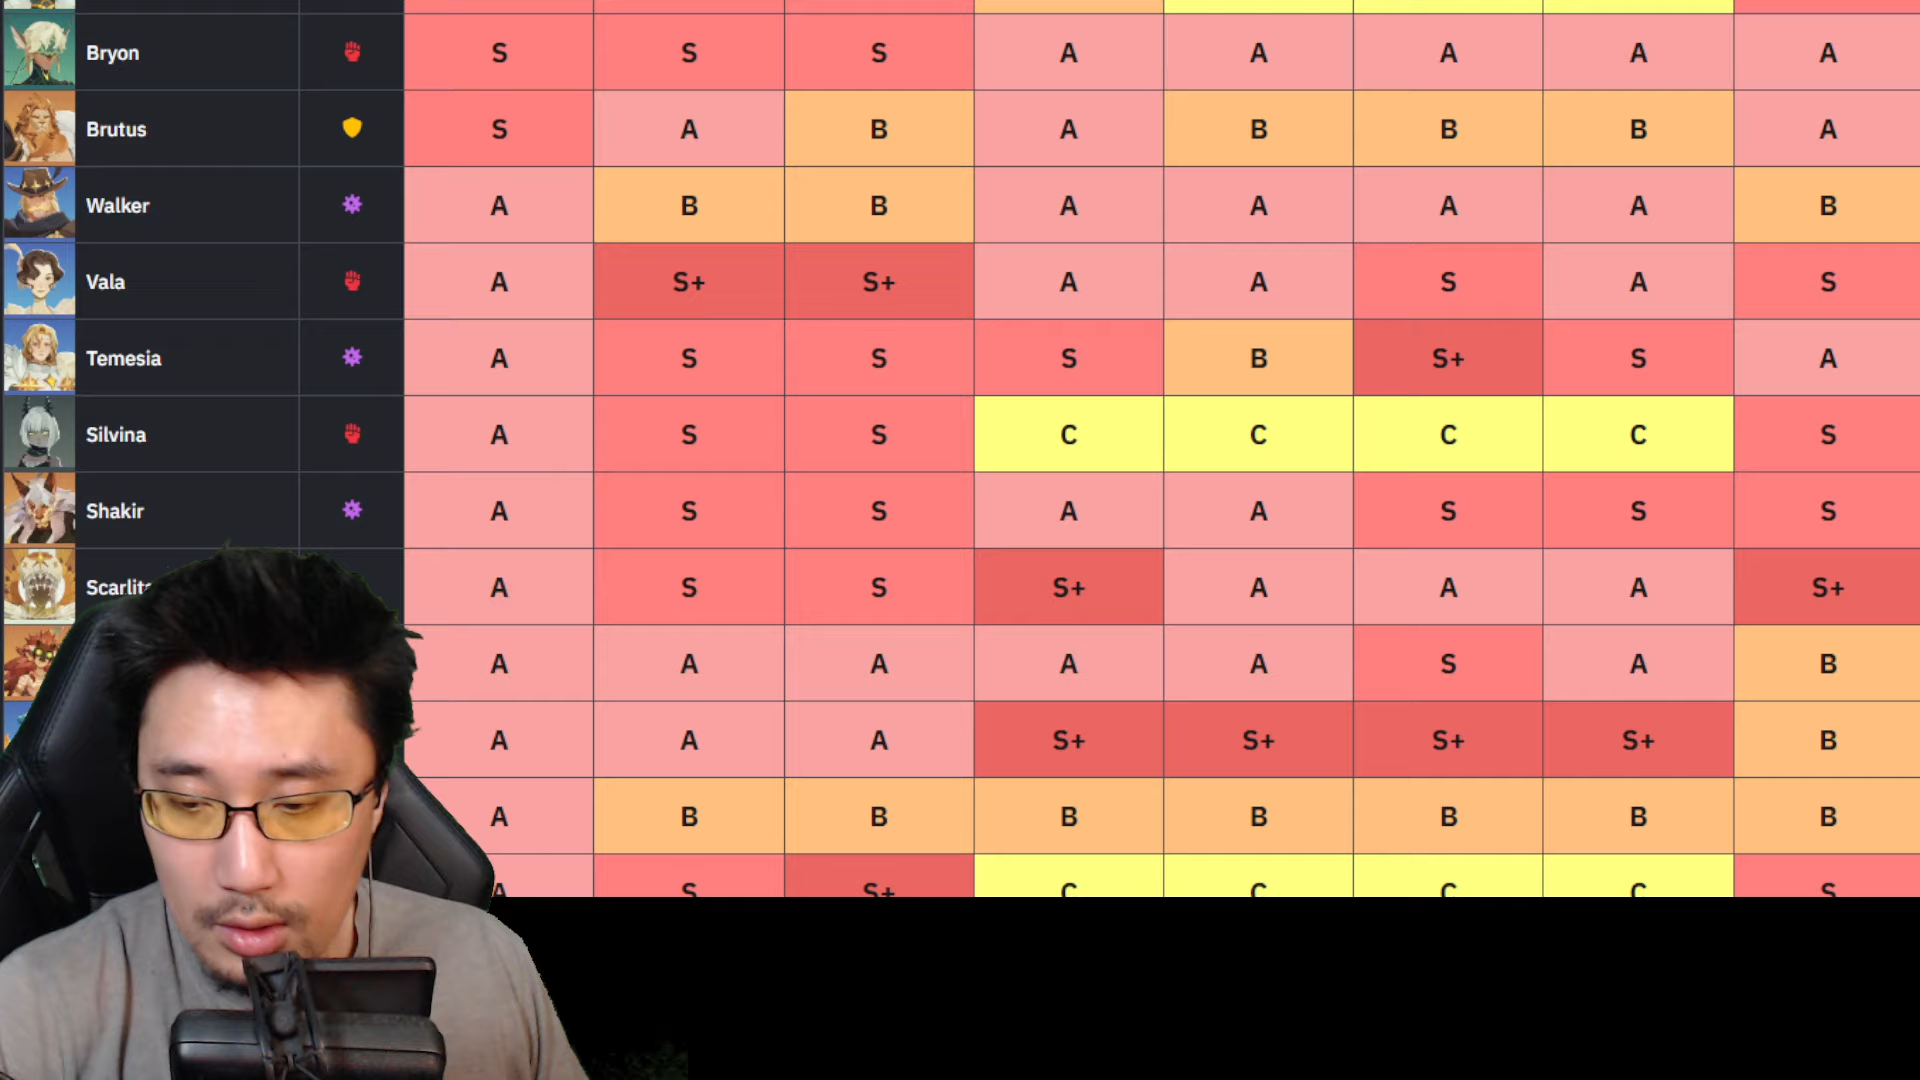 Bryon S S S A A A A A
Brutus S A B A B B B A
Walker A B B A A A A B
Vala A S+ S+ A A S A S
Temesia A S S S B S+ S A
Silvina A S S C C C C S
Shakir A S S A A S S S
A S S S+ A A A S+
A A A A A S A B
A A A S+ S+ S+ S+ B
A B B B B B B B
A S S+ C C C C S